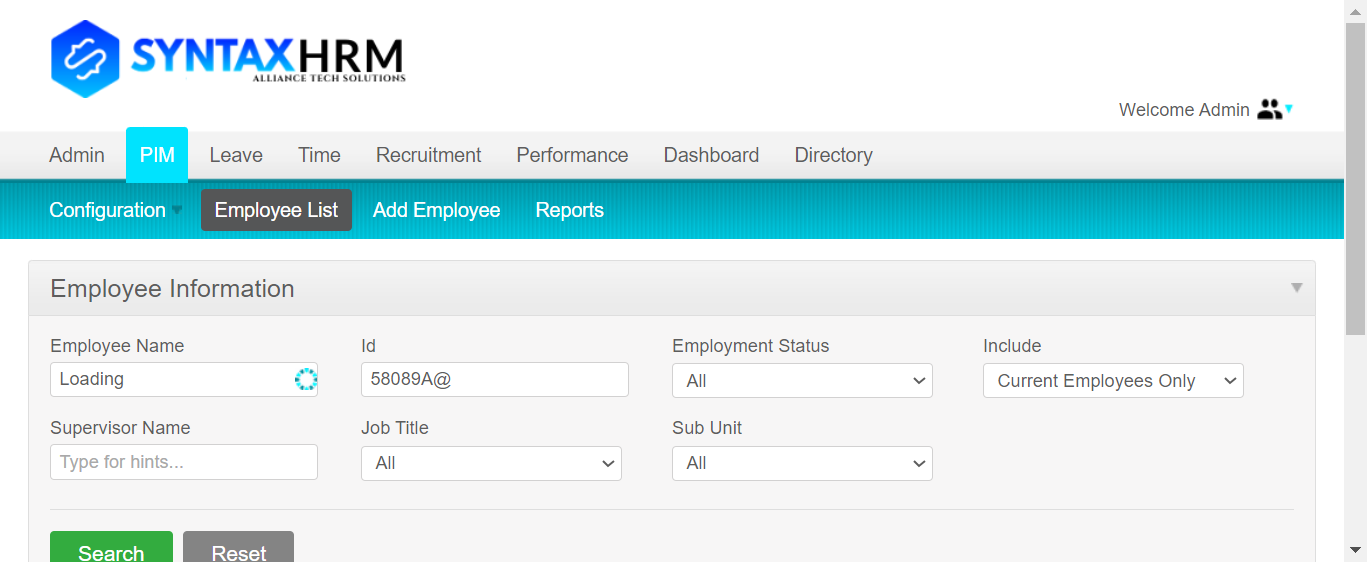 SYNTAXHRM
ALLIANCE TECH SOLUTIONS
Welcome Admin
Admin PIM Leave Time Recruitment Performance Dashboard Directory
Configuration Employee List Add Employee Reports
Employee Information
Employee Name Id Employment Status Include
Loading 58089A@ All Current Employees Only
Supervisor Name Job Title Sub Unit
Type for hints... All All
Search Reset